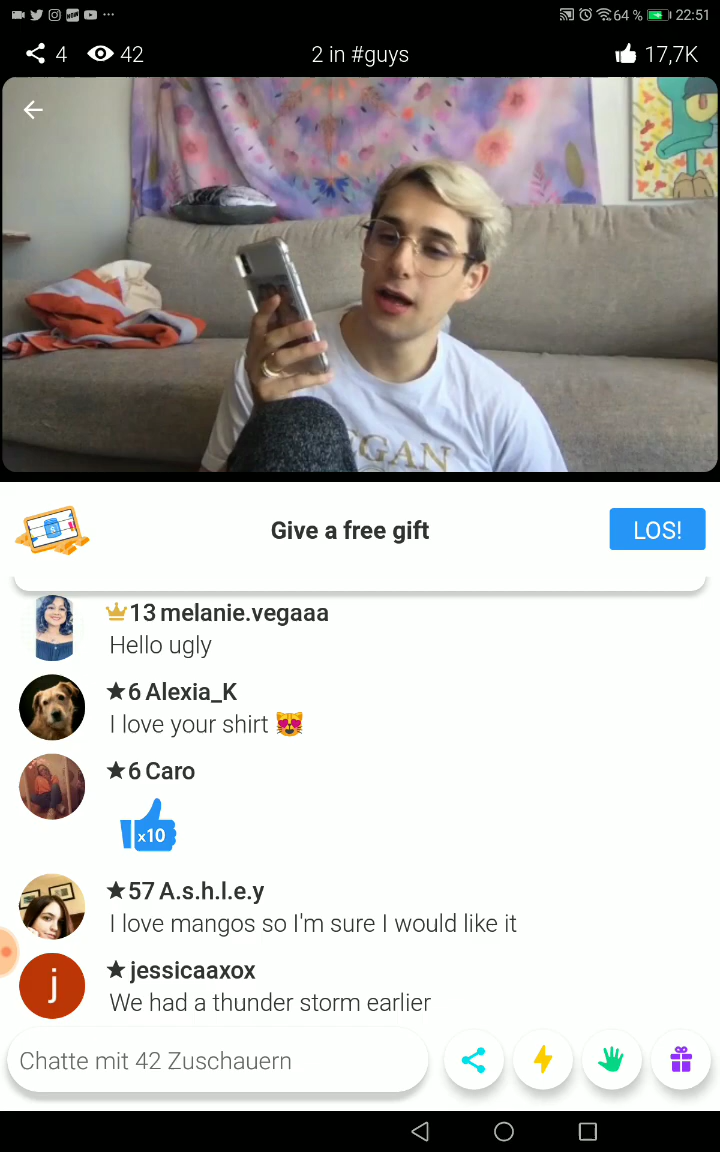 64 % 22:51
4 42 2 in #guys 17,7K
EGAN
Give a free gift LOS!
13 melanie.vegaaa
Hello ugly
★6 Alexia_K
I love your shirt 😻
★6 Caro
x10
★57 A.s.h.l.e.y
I love mangos so I'm sure I would like it
j
★ jessicaaxox
We had a thunder storm earlier
Chatte mit 42 Zuschauern